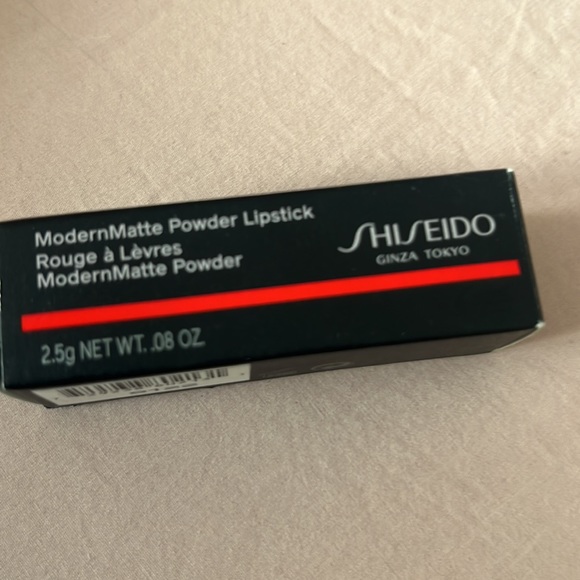 ModernMatte Powder Lipstick
Rouge à Lèvres
ModernMatte Powder
SHISEIDO
GINZA TOKYO
2.5g NET WT. .08 OZ.